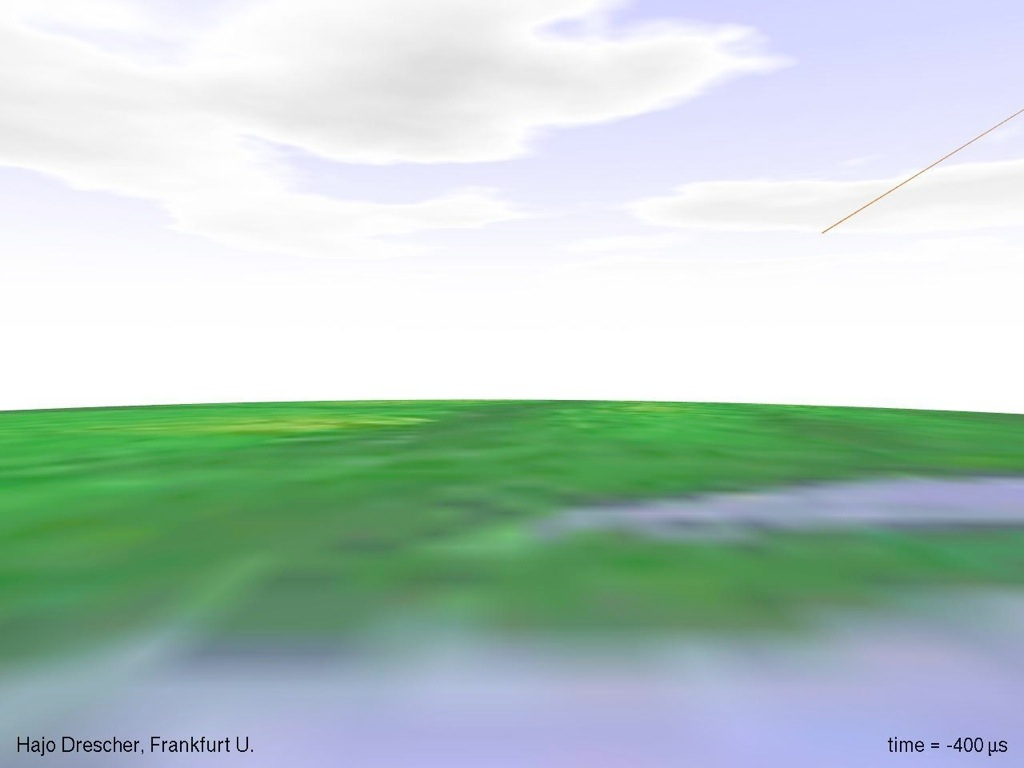 Hajo Drescher, Frankfurt U.
time = -400 µs